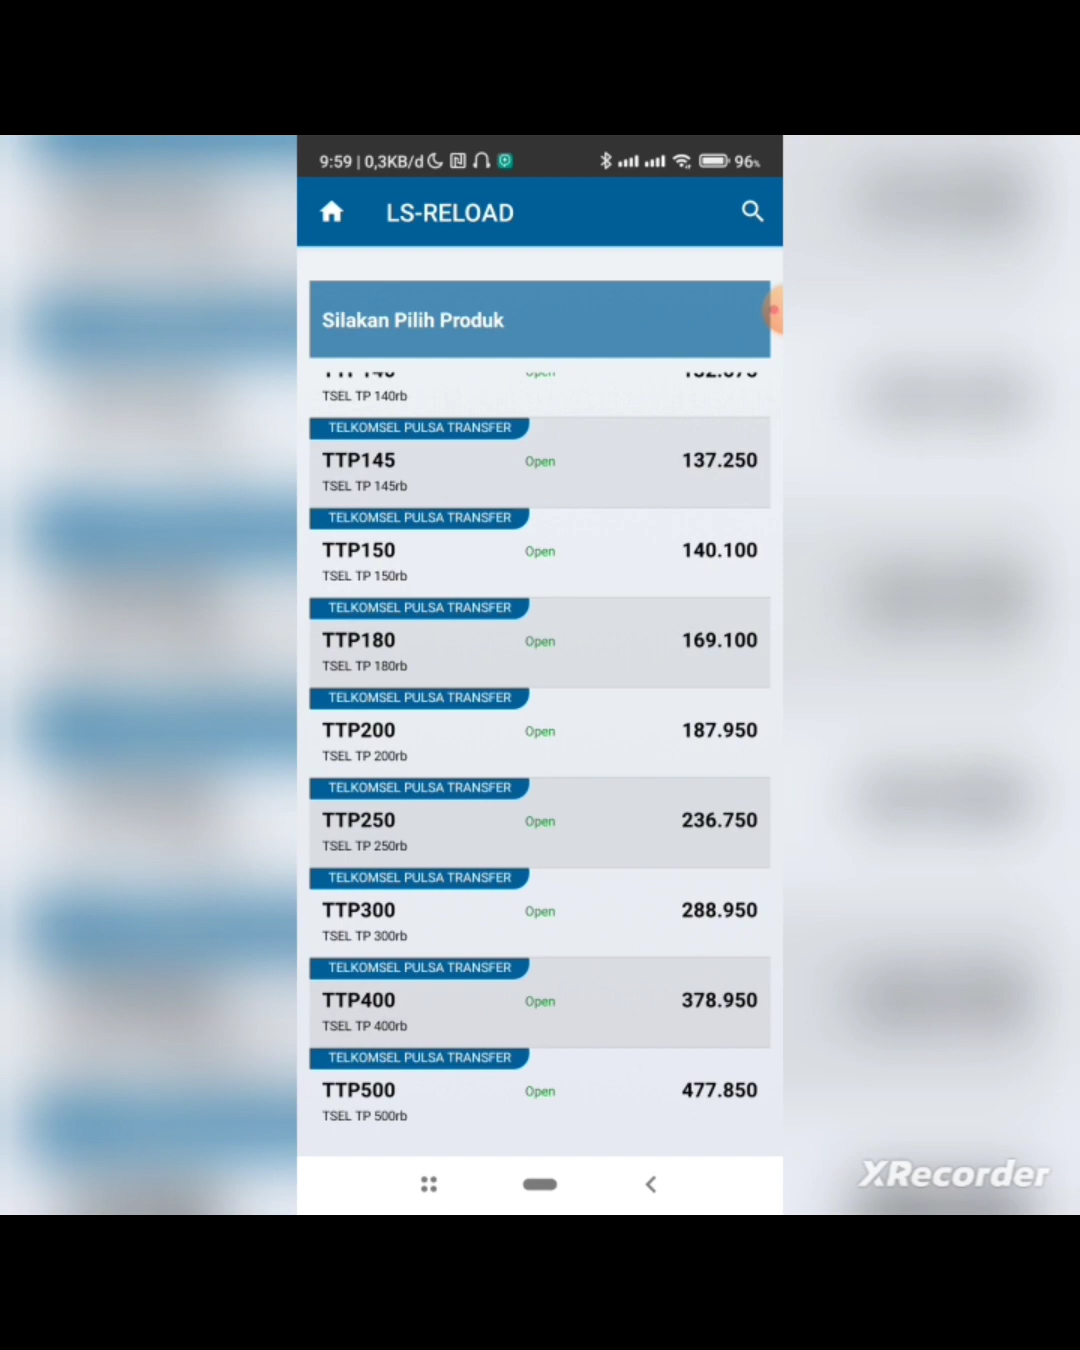 9:59 | 0,3KB/d 96%
LS-RELOAD
Silakan Pilih Produk
Open
TSEL TP 140rb
TELKOMSEL PULSA TRANSFER
TTP145 Open 137.250
TSEL TP 145rb
TELKOMSEL PULSA TRANSFER
TTP150 Open 140.100
TSEL TP 150rb
TELKOMSEL PULSA TRANSFER
TTP180 Open 169.100
TSEL TP 180rb
TELKOMSEL PULSA TRANSFER
TTP200 Open 187.950
TSEL TP 200rb
TELKOMSEL PULSA TRANSFER
TTP250 Open 236.750
TSEL TP 250rb
TELKOMSEL PULSA TRANSFER
TTP300 Open 288.950
TSEL TP 300rb
TELKOMSEL PULSA TRANSFER
TTP400 Open 378.950
TSEL TP 400rb
TELKOMSEL PULSA TRANSFER
TTP500 Open 477.850
TSEL TP 500rb
XRecorder